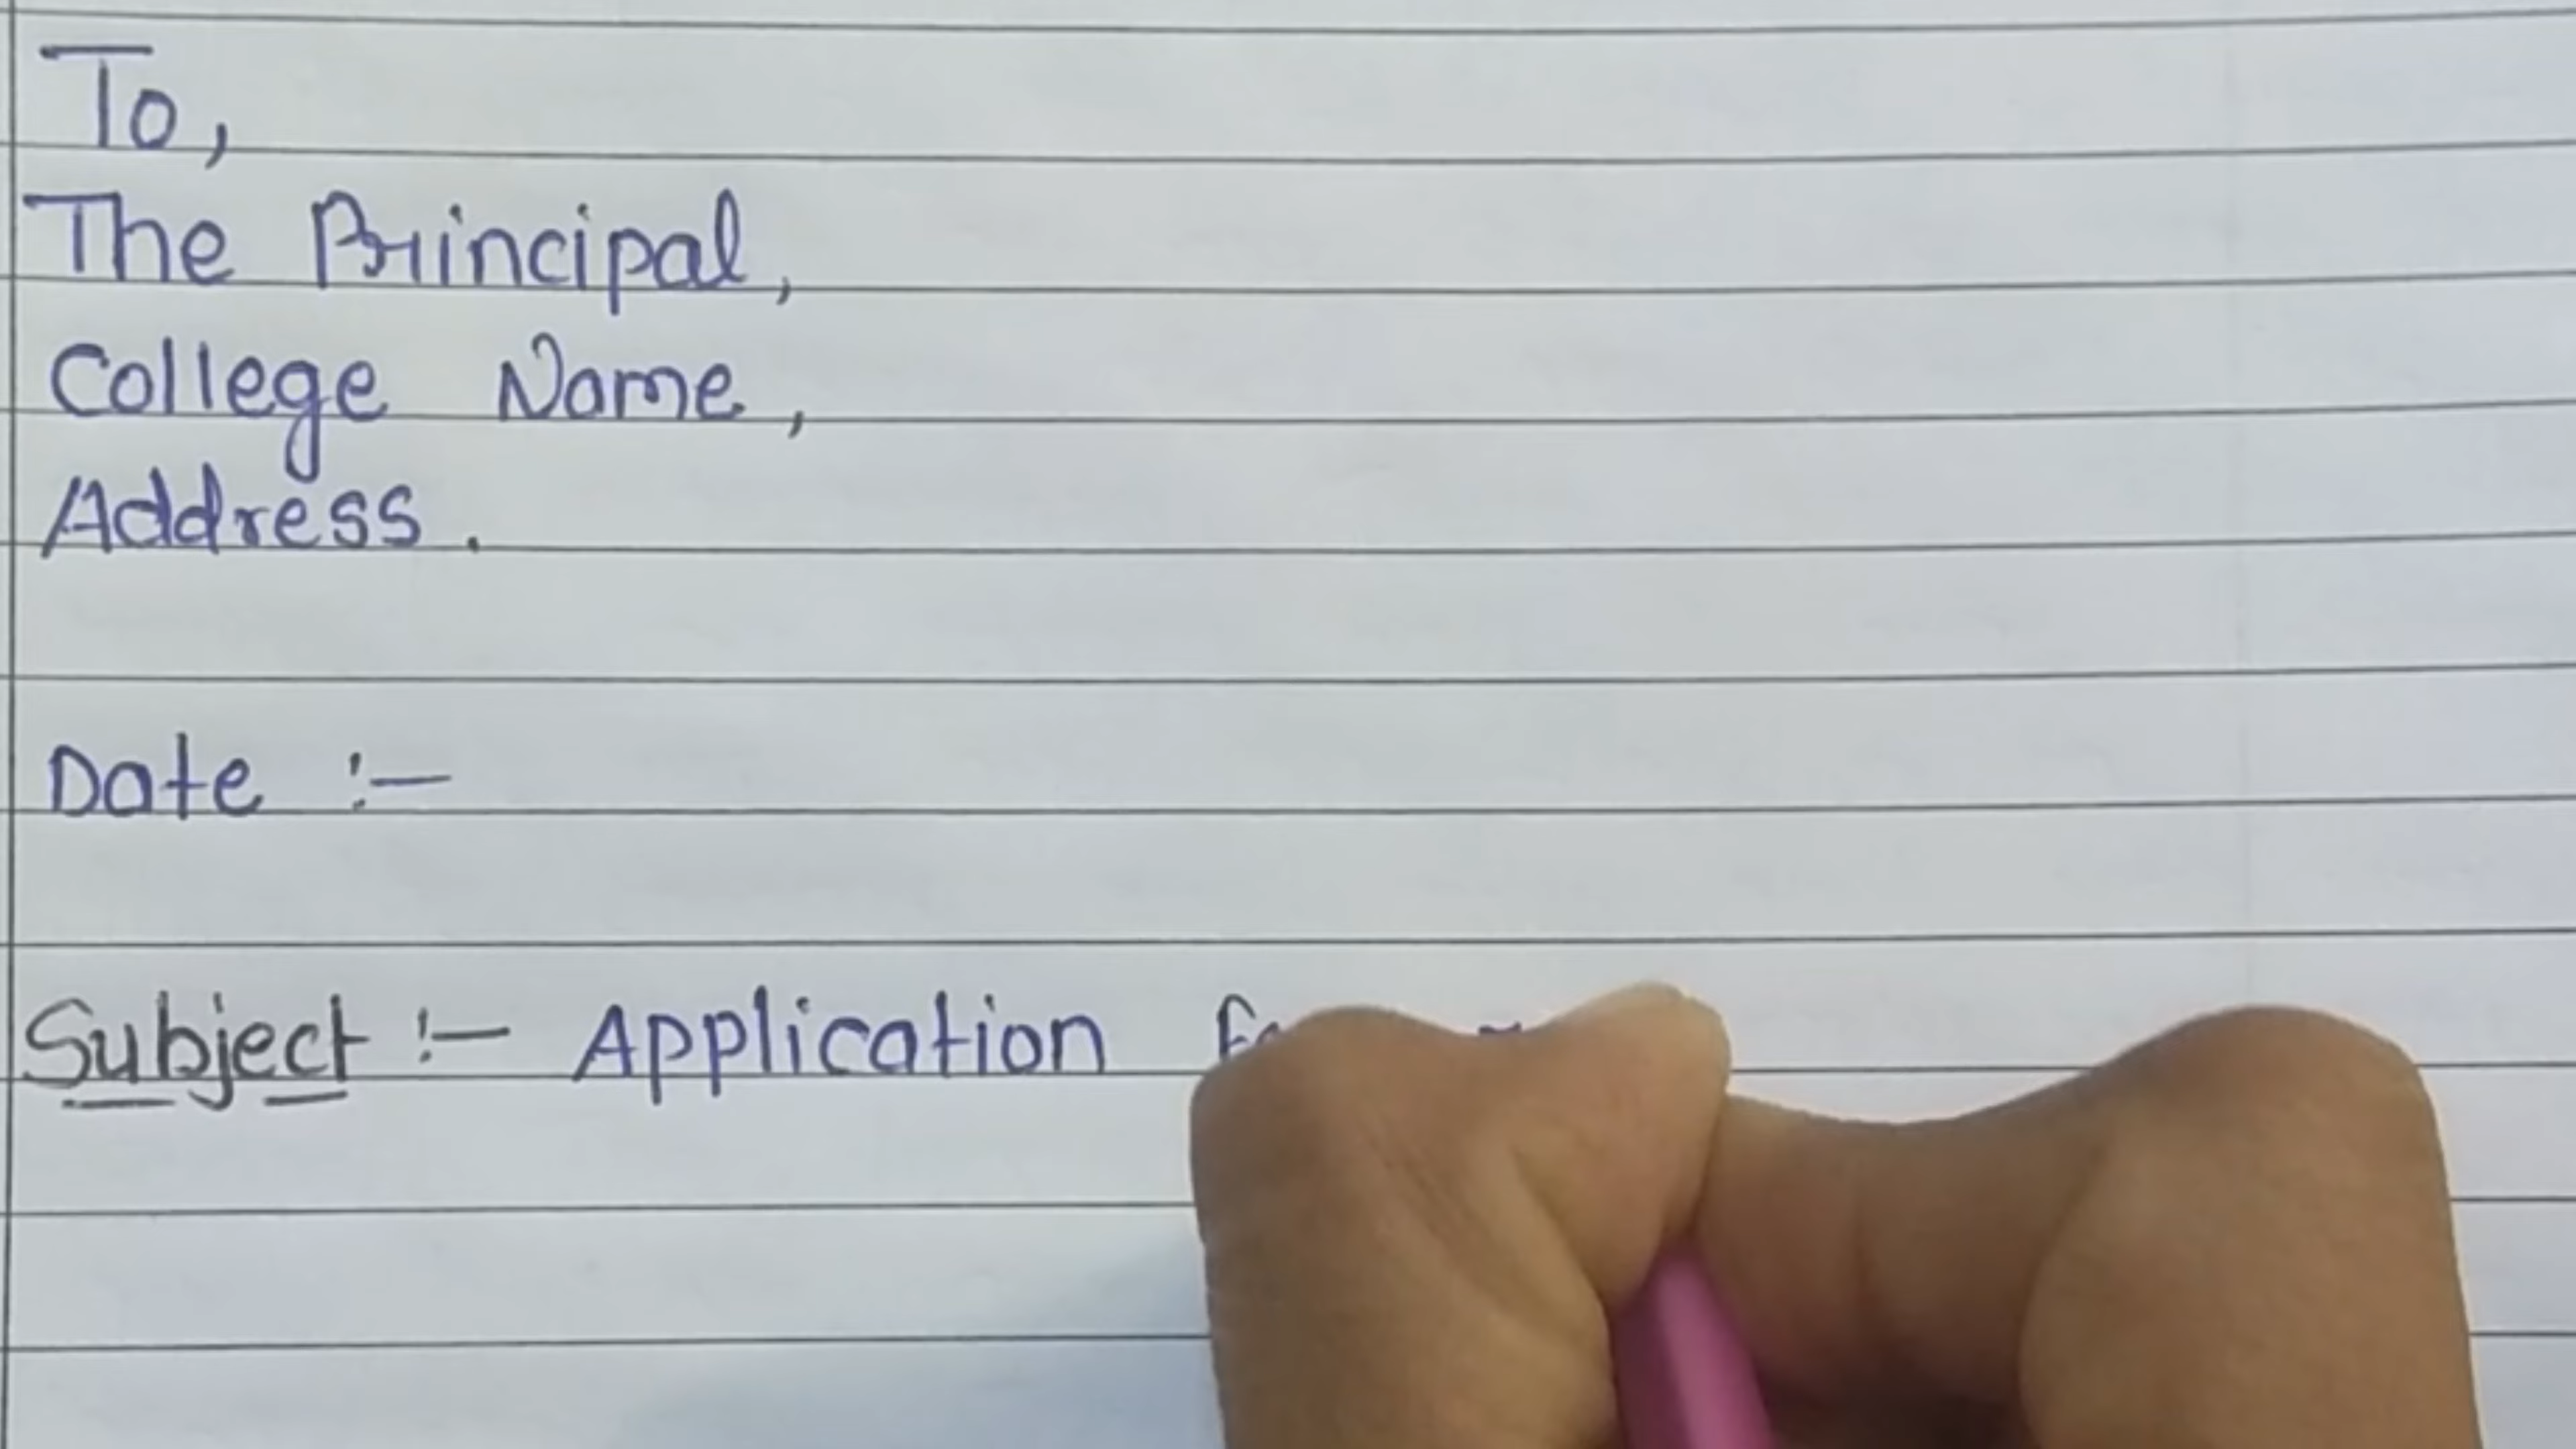 To,
The Principal,
College Name,
Address.
Date :-
Subject :- Application